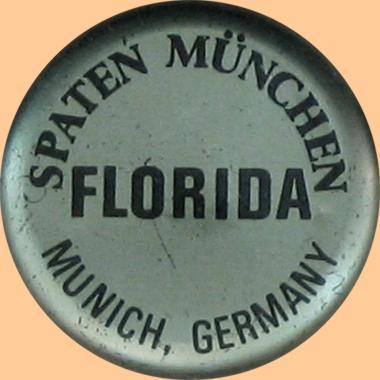 SPATEN MÜNCHEN
FLORIDA
MUNICH, GERMANY